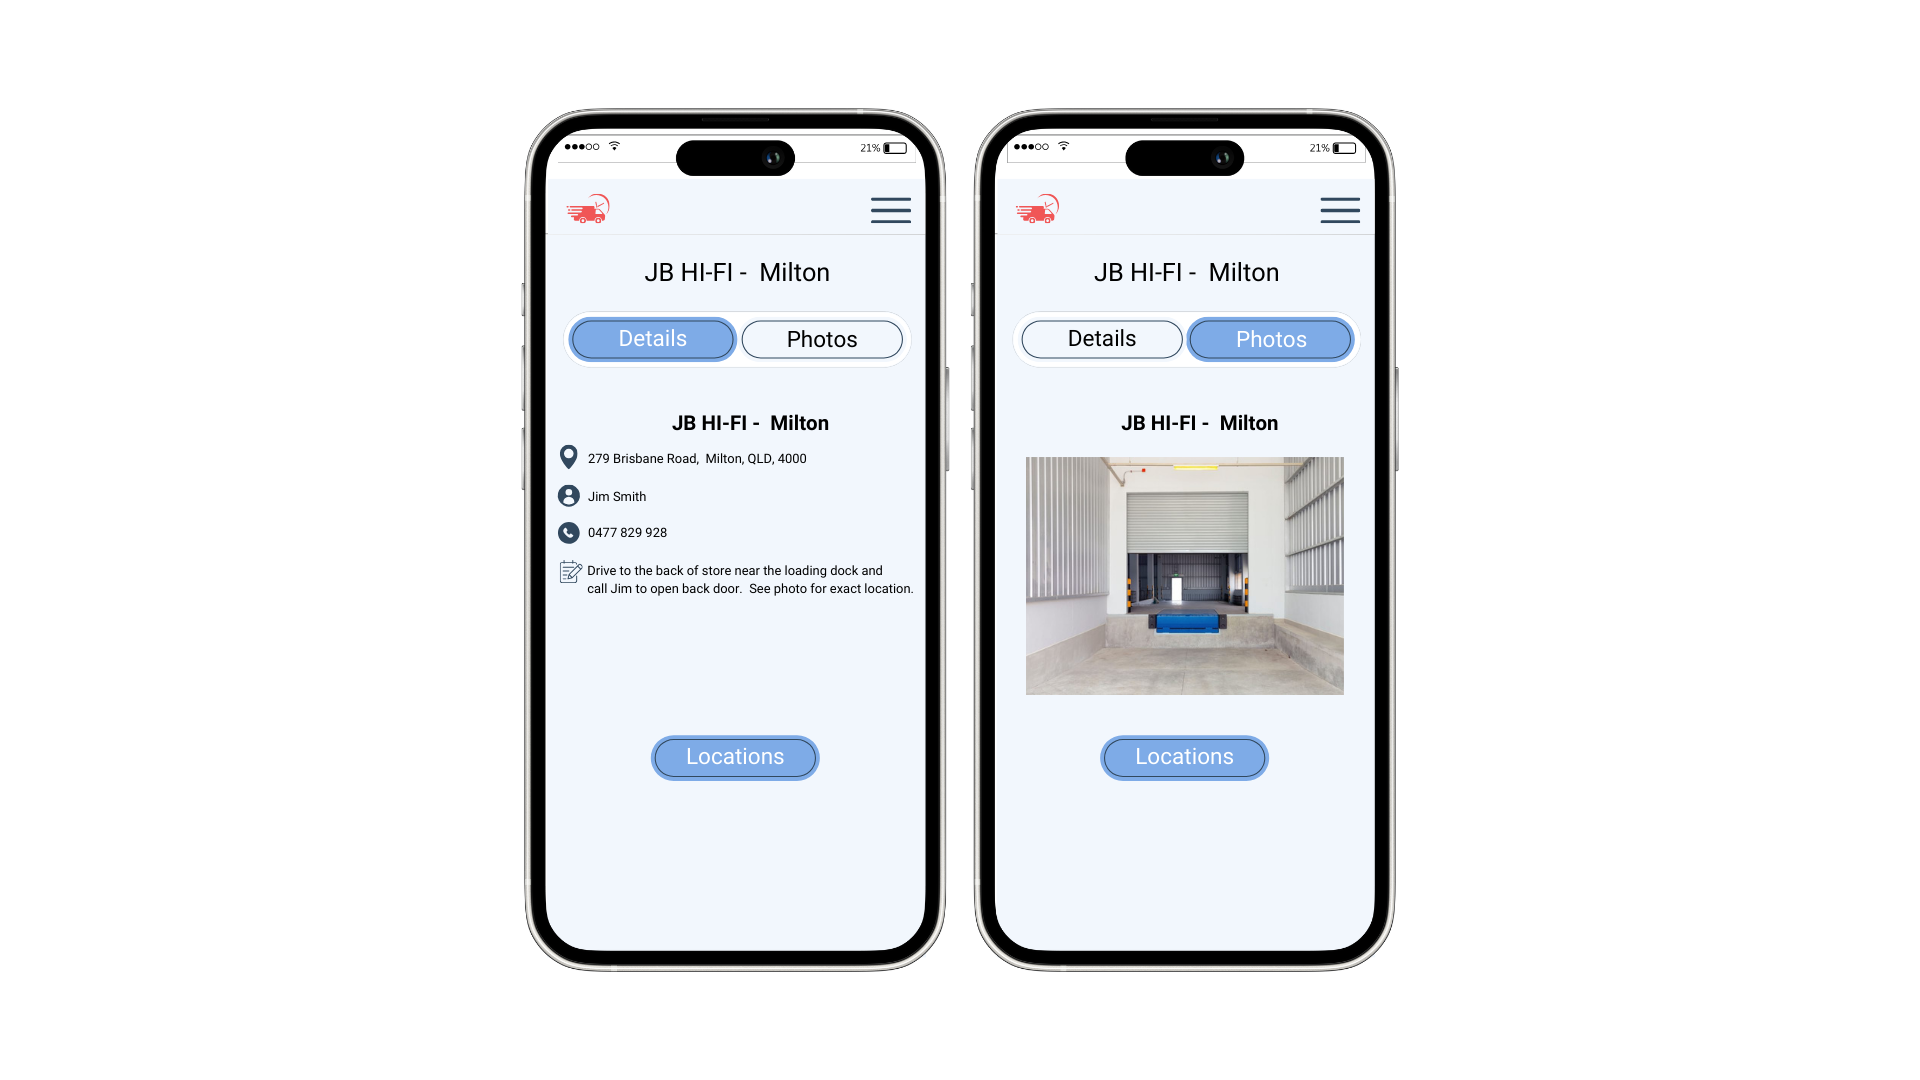 21%
JB HI-FI - Milton
Details Photos
JB HI-FI - Milton
279 Brisbane Road, Milton, QLD, 4000
Jim Smith
0477 829 928
Drive to the back of store near the loading dock and
call Jim to open back door. See photo for exact location.
Locations
21%
JB HI-FI - Milton
Details Photos
JB HI-FI - Milton
Locations